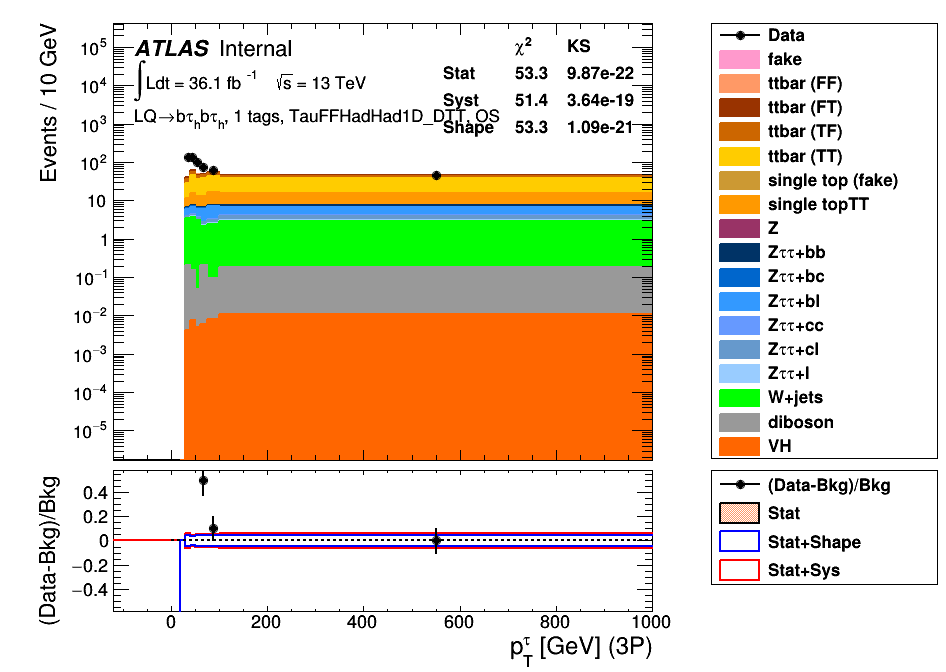 ATLAS Internal
∫Ldt = 36.1 fb⁻¹ √s = 13 TeV
LQ→bτₕbτₕ, 1 tags, TauFFHadHad1D_DTT, OS
χ² KS
Stat 53.3 9.87e-22
Syst 51.4 3.64e-19
Shape 53.3 1.09e-21
Events / 10 GeV
10⁵
10⁴
10³
10²
10
1
10⁻¹
10⁻²
10⁻³
10⁻⁴
10⁻⁵
Data
fake
ttbar (FF)
ttbar (FT)
ttbar (TF)
ttbar (TT)
single top (fake)
single topTT
Z
Zττ+bb
Zττ+bc
Zττ+bl
Zττ+cc
Zττ+cl
Zττ+l
W+jets
diboson
VH
(Data-Bkg)/Bkg
0.4
0.2
0
−0.2
−0.4
0 200 400 600 800 1000
p_T^τ [GeV] (3P)
(Data-Bkg)/Bkg
Stat
Stat+Shape
Stat+Sys